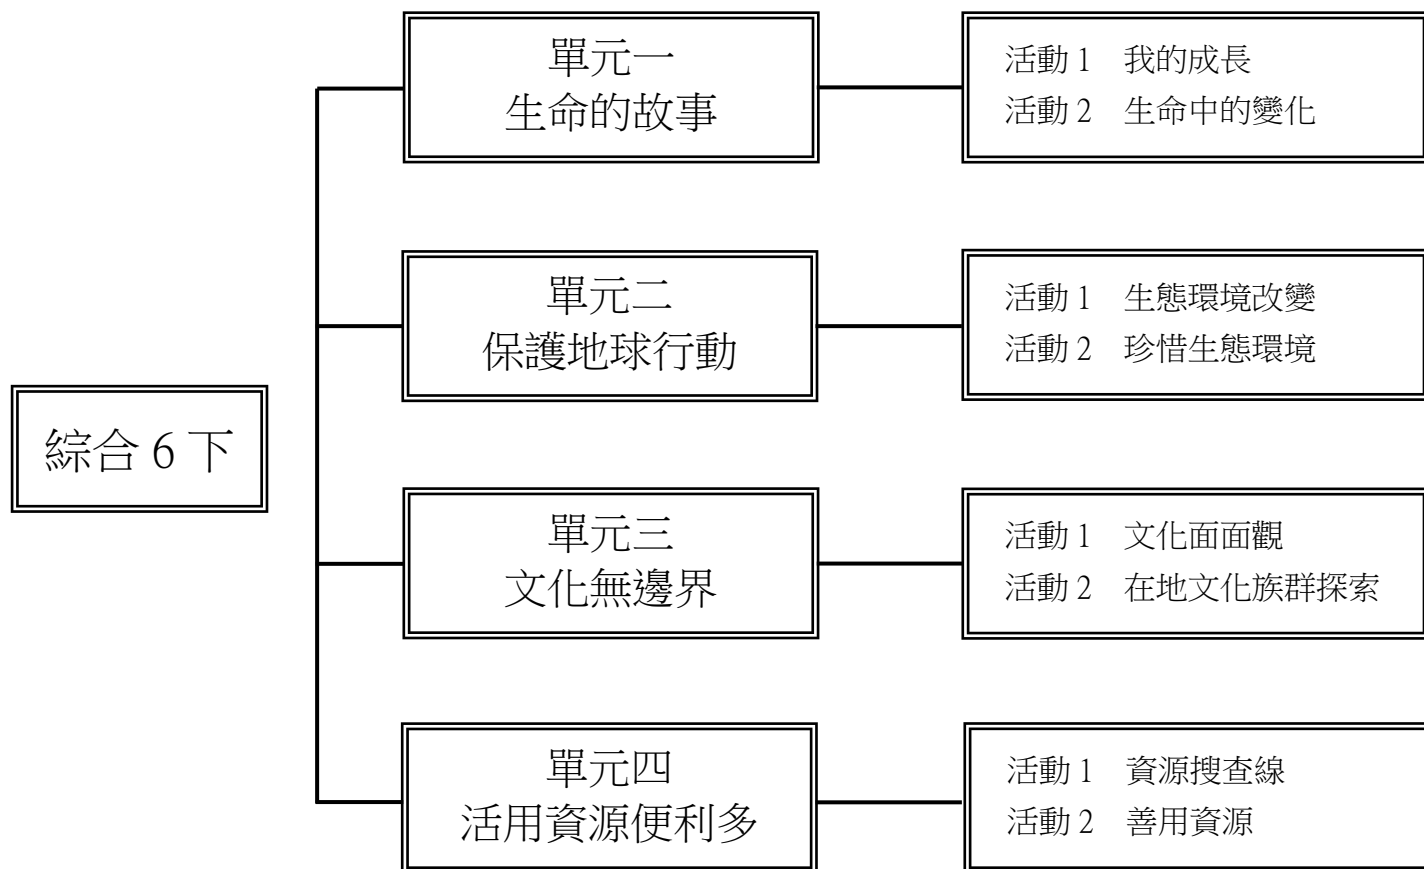 綜合 6 下
單元一
生命的故事
活動 1　我的成長
活動 2　生命中的變化
單元二
保護地球行動
活動 1　生態環境改變
活動 2　珍惜生態環境
單元三
文化無邊界
活動 1　文化面面觀
活動 2　在地文化族群探索
單元四
活用資源便利多
活動 1　資源搜查線
活動 2　善用資源